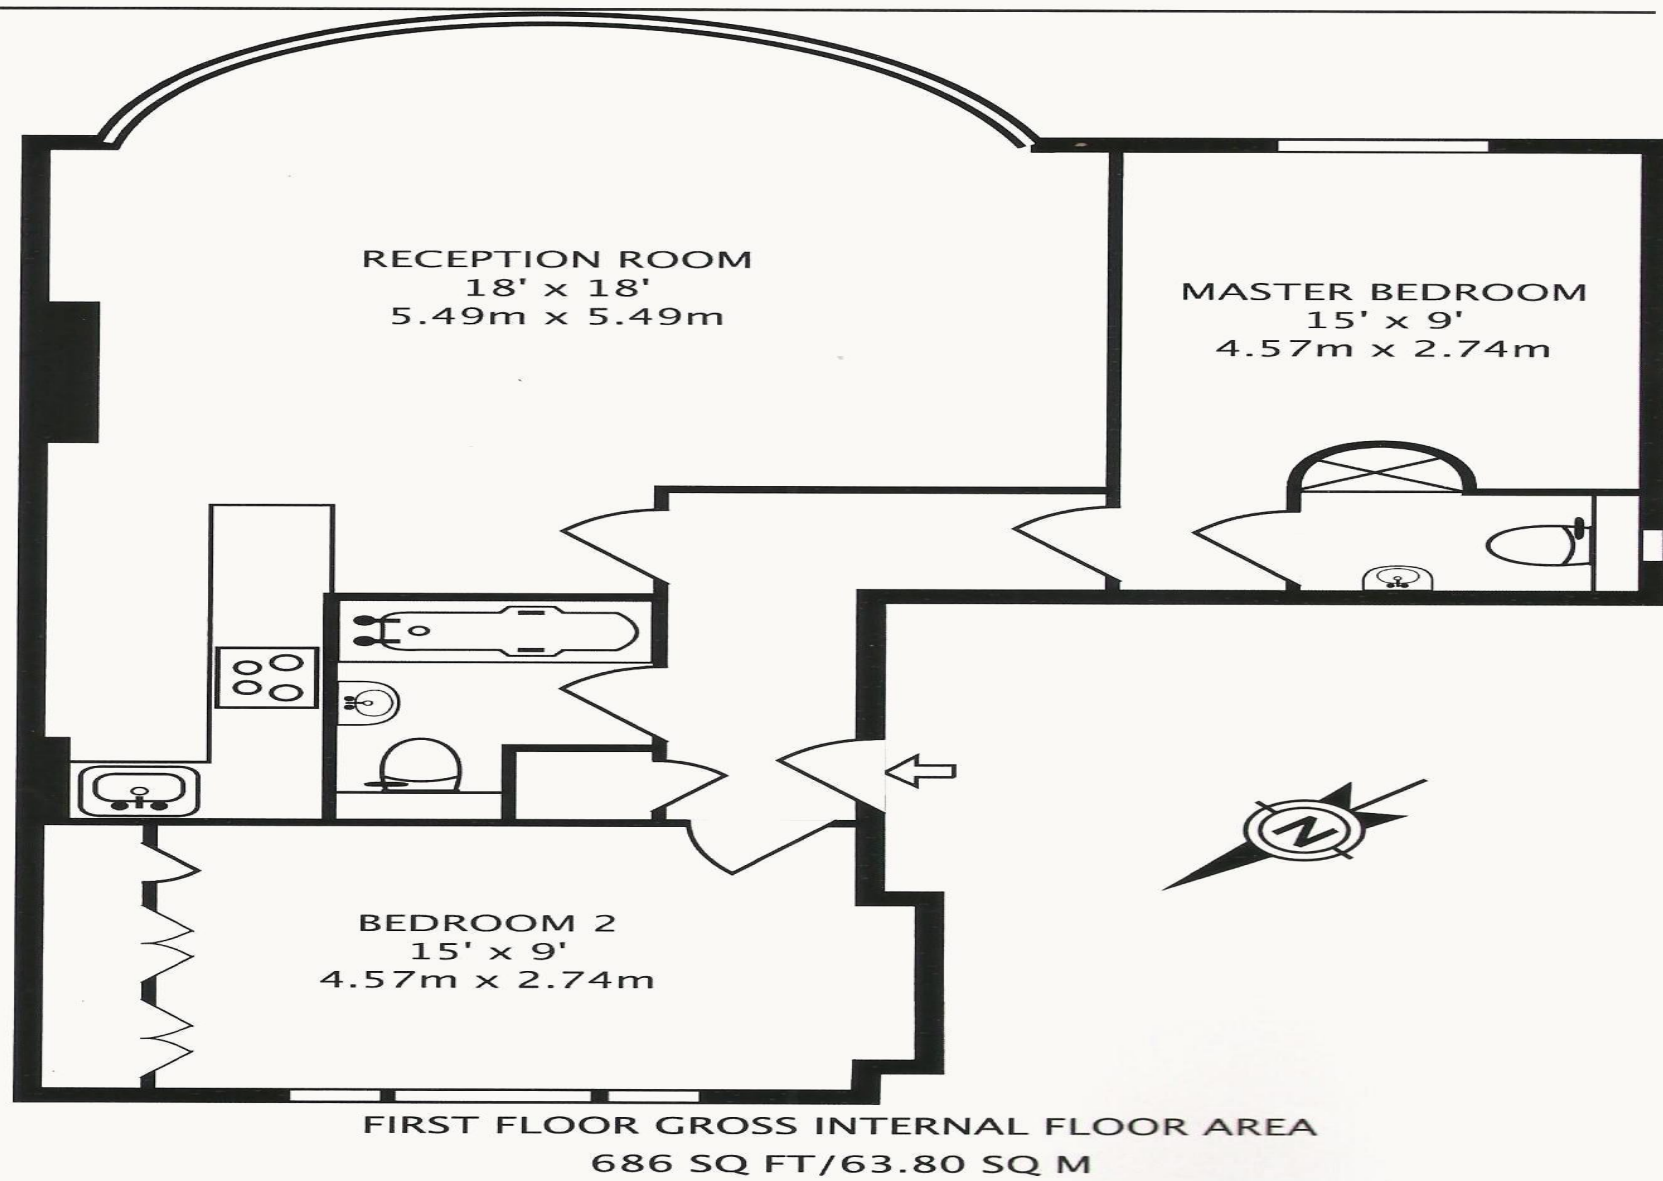 RECEPTION ROOM
18' x 18'
5.49m x 5.49m
MASTER BEDROOM
15' x 9'
4.57m x 2.74m
N
BEDROOM 2
15' x 9'
4.57m x 2.74m
FIRST FLOOR GROSS INTERNAL FLOOR AREA
686 SQ FT/63.80 SQ M